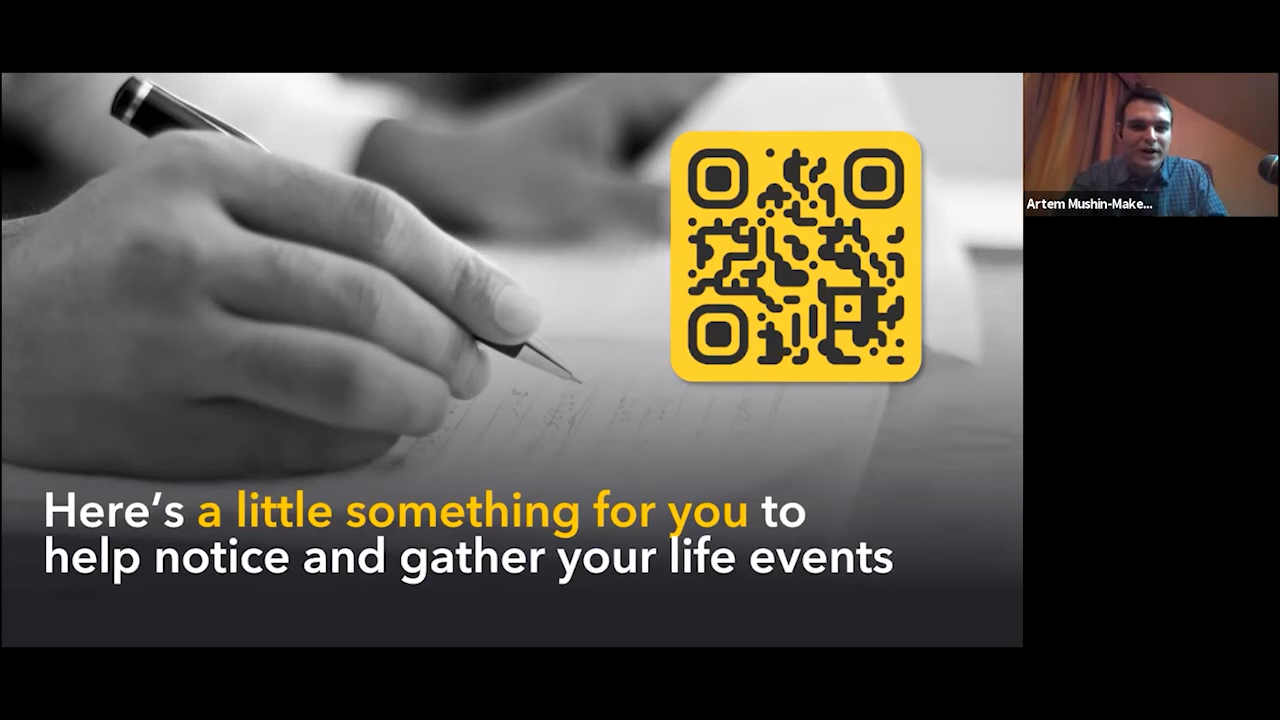 Artem Mushin-Make...
Here's a little something for you to
help notice and gather your life events